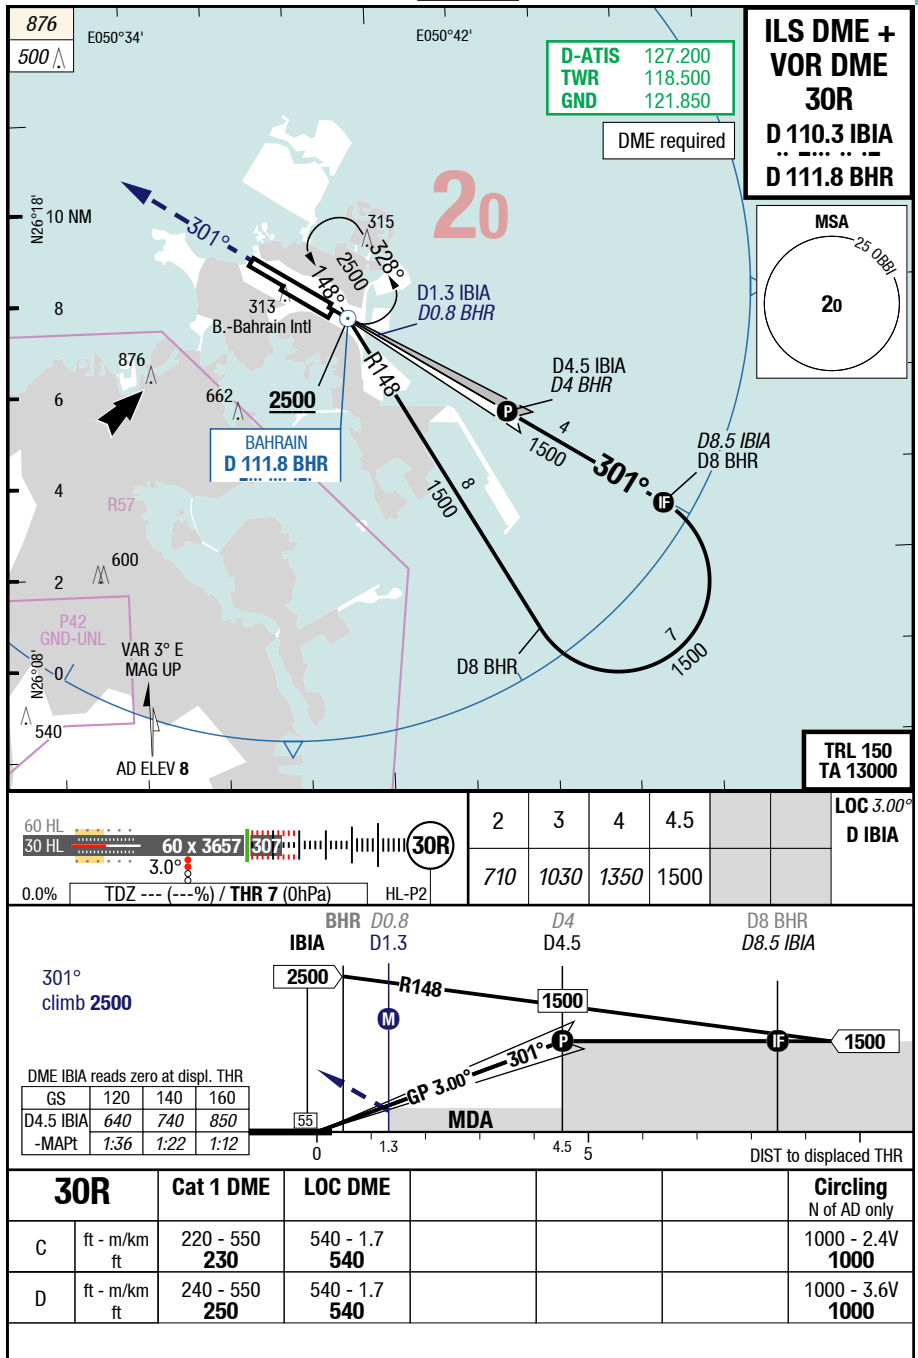 876
500
E050°34'
E050°42'
D-ATIS 127.200
TWR 118.500
GND 121.850
DME required
ILS DME +
VOR DME
30R
D 110.3 IBIA
D 111.8 BHR
MSA
25 OBBI
20
20
N26°18'
10 NM
8
6
4
2
0
N26°08'
301°
315
328°
2500
148°
313
B.-Bahrain Intl
D1.3 IBIA
D0.8 BHR
876
662
2500
R148
D4.5 IBIA
D4 BHR
P
4
1500
301°
D8.5 IBIA
D8 BHR
IF
BAHRAIN
D 111.8 BHR
8
1500
R57
600
P42
GND-UNL
VAR 3° E
MAG UP
D8 BHR
7
1500
540
AD ELEV 8
TRL 150
TA 13000
60 HL
30 HL
60 x 3657 307
30R
3.0°
0.0%
TDZ --- (---%) / THR 7 (0hPa)
HL-P2
2 3 4 4.5
710 1030 1350 1500
LOC 3.00°
D IBIA
BHR D0.8 D4 D8 BHR
IBIA D1.3 D4.5 D8.5 IBIA
301°
climb 2500
2500
R148
1500
M
P
IF
1500
GP 3.00° 301°
MDA
55
DME IBIA reads zero at displ. THR
GS 120 140 160
D4.5 IBIA 640 740 850
-MAPt 1:36 1:22 1:12
0 1.3 4.5 5
DIST to displaced THR
30R Cat 1 DME LOC DME Circling
N of AD only
C ft - m/km 220 - 550 540 - 1.7 1000 - 2.4V
ft 230 540 1000
D ft - m/km 240 - 550 540 - 1.7 1000 - 3.6V
ft 250 540 1000